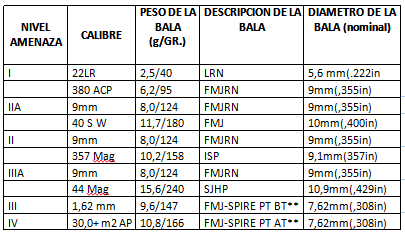 NIVEL AMENAZA CALIBRE PESO DE LA BALA (g/GR.) DESCRIPCION DE LA BALA DIAMETRO DE LA BALA (nominal)
I 22LR 2,5/40 LRN 5,6 mm(.222in
380 ACP 6,2/95 FMJRN 9mm(,355in)
IIA 9mm 8,0/124 FMJRN 9mm(,355in)
40 S W 11,7/180 FMJ 10mm(,400in)
II 9mm 8,0/124 FMJRN 9mm(,355in)
357 Mag 10,2/158 ISP 9,1mm(357in)
IIIA 9mm 8,0/124 FMJRN 9mm(,355in)
44 Mag 15,6/240 SJHP 10,9mm(,429in)
III 1,62 mm 9,6/147 FMJ-SPIRE PT BT** 7,62mm(,308in)
IV 30,0+ m2 AP 10,8/166 FMJ-SPIRE PT AT** 7,62mm(,308in)